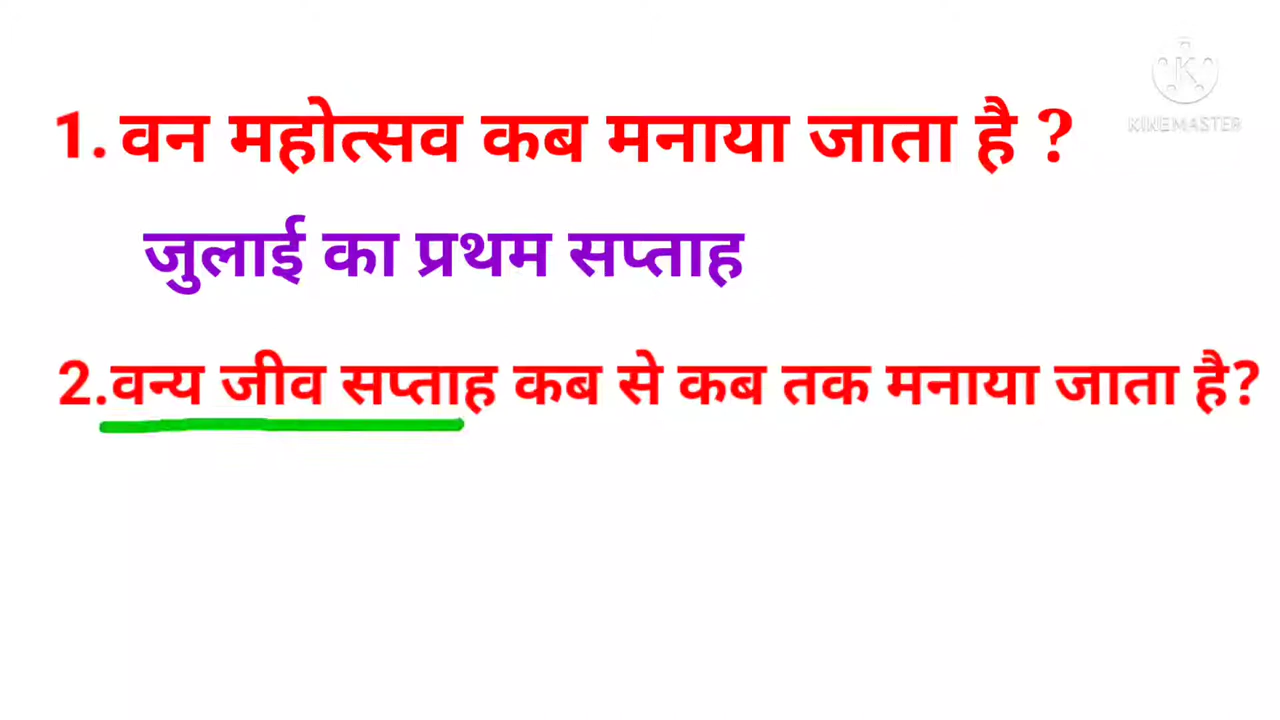 1. वन महोत्सव कब मनाया जाता है ?
KINEMASTER
जुलाई का प्रथम सप्ताह
2.वन्य जीव सप्ताह कब से कब तक मनाया जाता है?